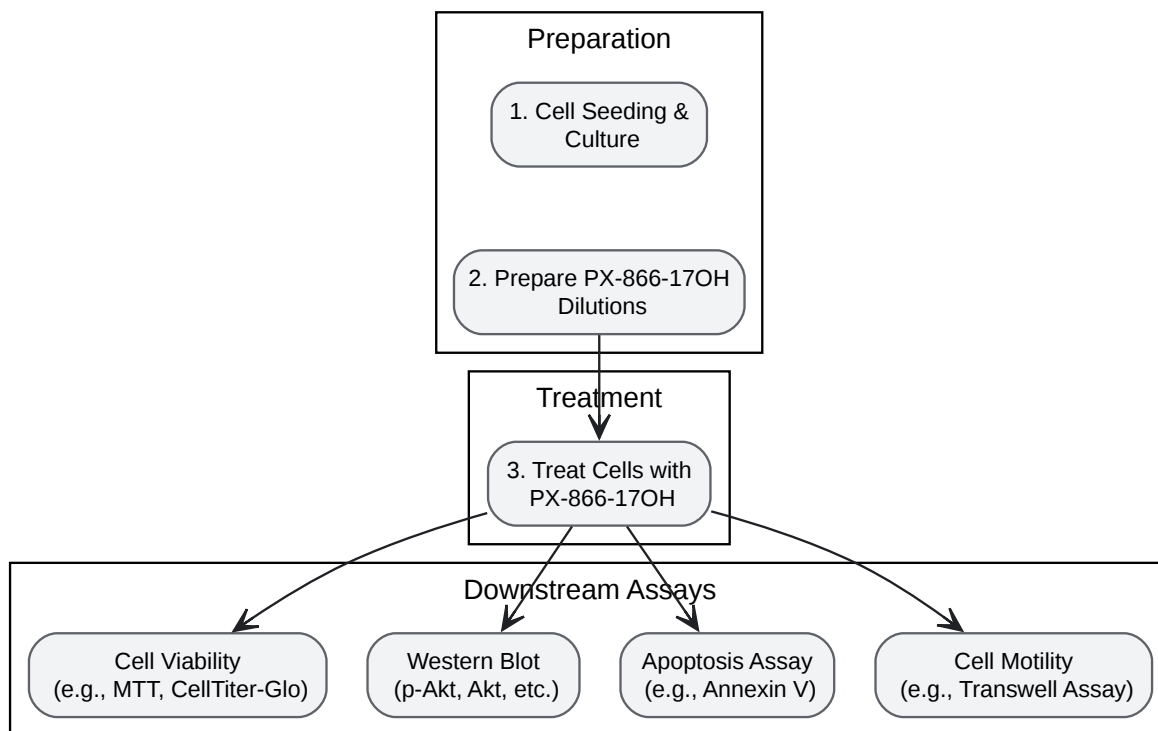 Preparation
1. Cell Seeding &
Culture
2. Prepare PX-866-17OH
Dilutions
Treatment
3. Treat Cells with
PX-866-17OH
Downstream Assays
Cell Viability
(e.g., MTT, CellTiter-Glo)
Western Blot
(p-Akt, Akt, etc.)
Apoptosis Assay
(e.g., Annexin V)
Cell Motility
(e.g., Transwell Assay)